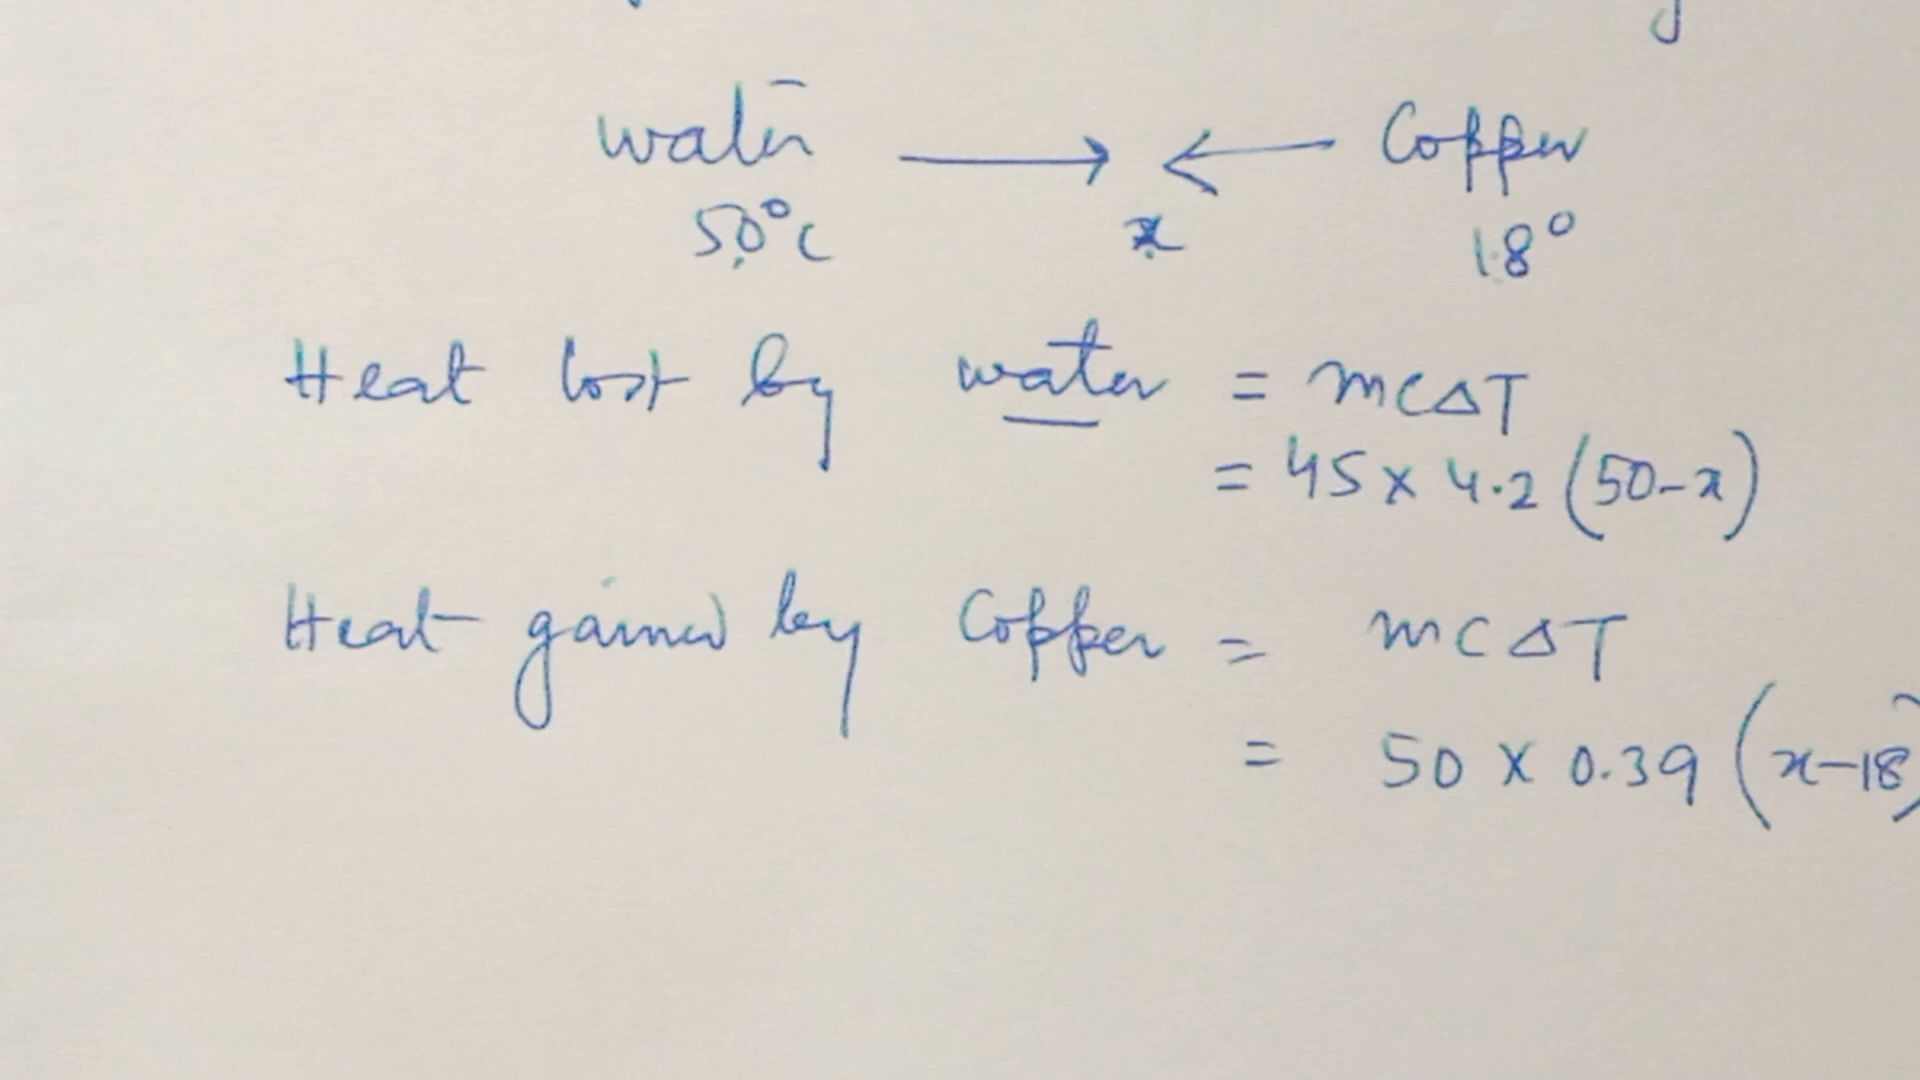 water → ← Copper
50°C x 18°
Heat lost by water = mcΔT
= 45 x 4.2 (50-x)
Heat gained by Copper = mcΔT
= 50 x 0.39 (x-18)